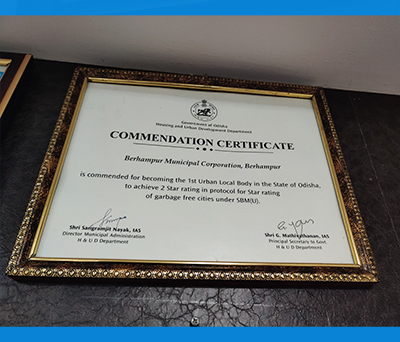 Government of Odisha
Housing and Urban Development Department
COMMENDATION CERTIFICATE
Berhampur Municipal Corporation, Berhampur
is commended for becoming the 1st Urban Local Body in the State of Odisha,
to achieve 2 Star rating in protocol for Star rating
of garbage free cities under SBM(U).
Shri Sangramjit Nayak, IAS
Director Municipal Administration
H & U D Department
Shri G. Mathivathanan, IAS
Principal Secretary to Govt.
H & U D Department